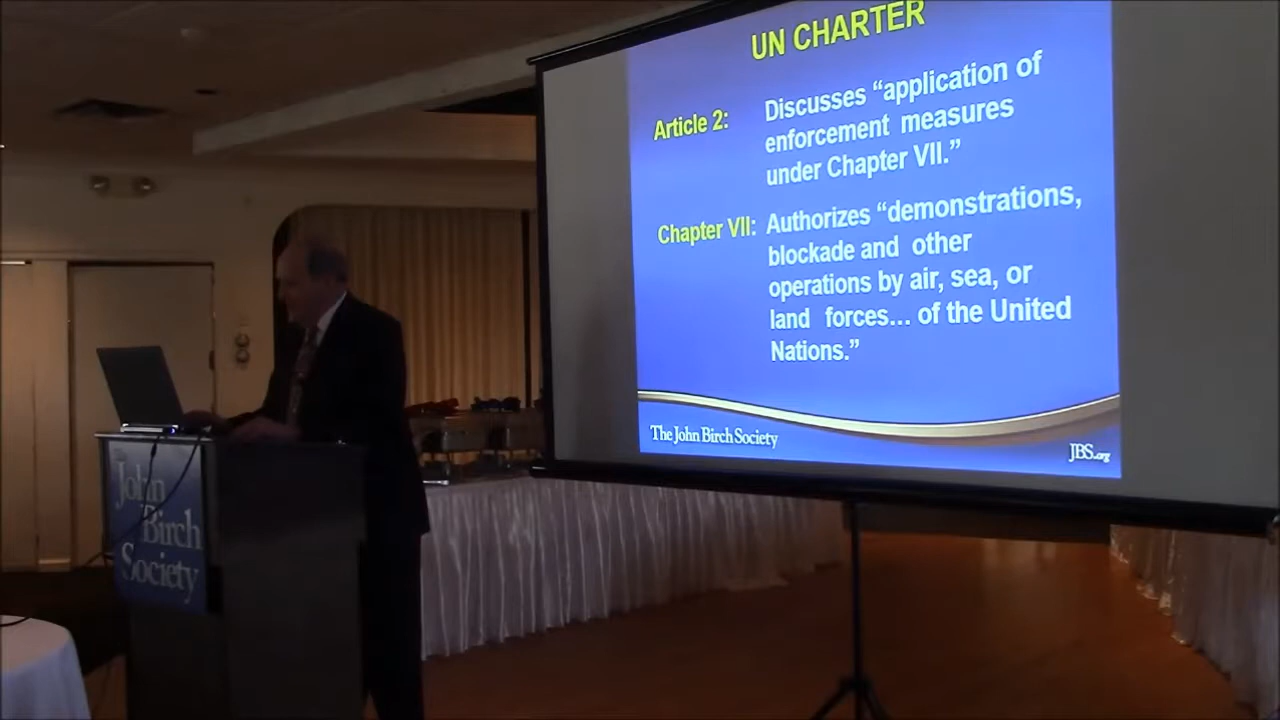 UN CHARTER
Article 2:
Discusses “application of
enforcement measures
under Chapter VII.”
Chapter VII:
Authorizes “demonstrations,
blockade and other
operations by air, sea, or
land forces... of the United
Nations.”
The John Birch Society
JBS.org
The
John
Birch
Society